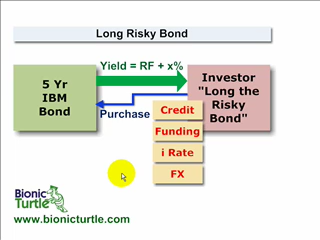 Long Risky Bond
Yield = RF + x%
5 Yr
IBM
Bond
Investor
"Long the
Risky
Bond"
Purchase
Credit
Funding
i Rate
FX
Bionic
Turtle
www.bionicturtle.com